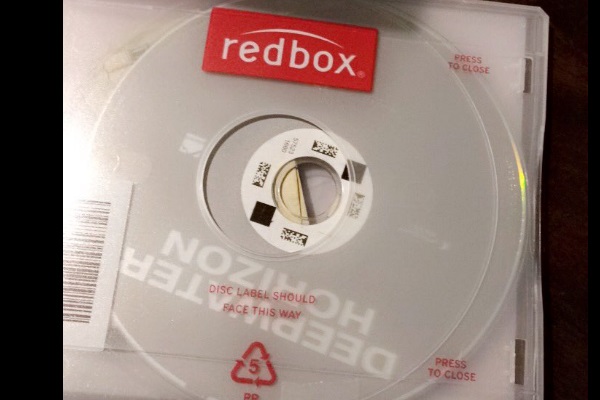 redbox®
PRESS
TO CLOSE
DEEPWATER
HORIZON
DISC LABEL SHOULD
FACE THIS WAY
5
PP
PRESS
TO CLOSE